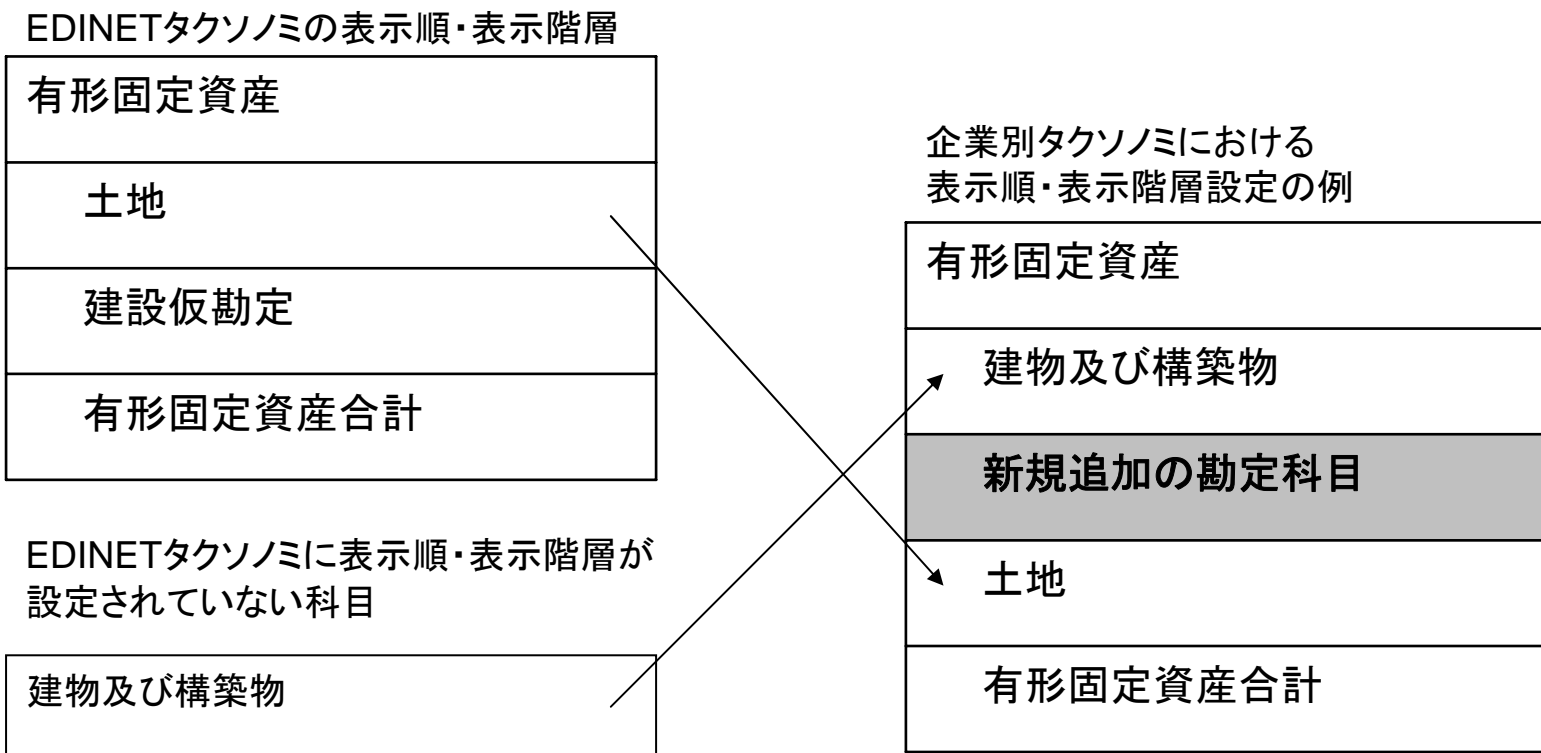 EDINETタクソノミの表示順・表示階層
有形固定資産
土地
建設仮勘定
有形固定資産合計
EDINETタクソノミに表示順・表示階層が
設定されていない科目
建物及び構築物
企業別タクソノミにおける
表示順・表示階層設定の例
有形固定資産
建物及び構築物
新規追加の勘定科目
土地
有形固定資産合計